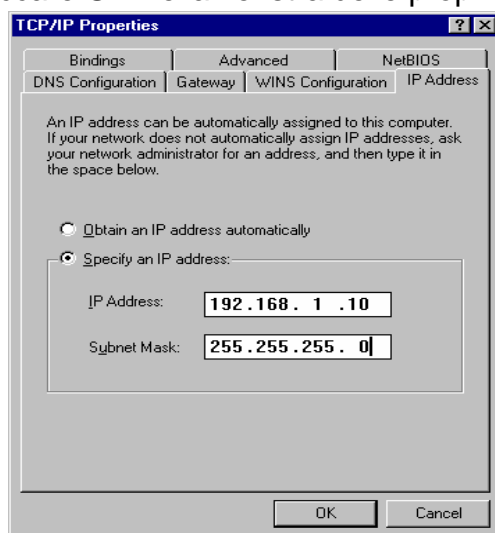 TCP/IP Properties
? ×
Bindings Advanced NetBIOS
DNS Configuration Gateway WINS Configuration IP Address
An IP address can be automatically assigned to this computer.
If your network does not automatically assign IP addresses, ask
your network administrator for an address, and then type it in
the space below.
Obtain an IP address automatically
Specify an IP address:
IP Address: 192.168. 1 .10
Subnet Mask: 255.255.255. 0
OK Cancel